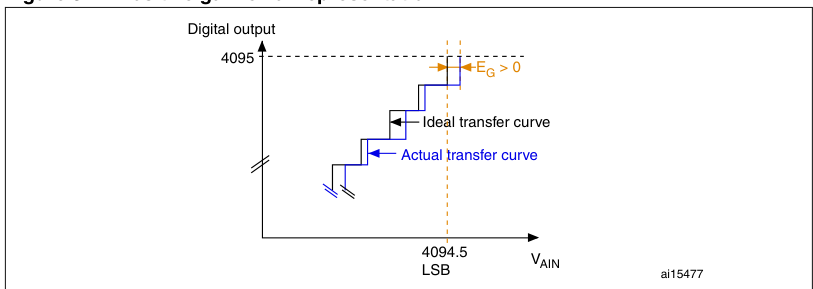 Digital output
4095
E_G > 0
Ideal transfer curve
Actual transfer curve
4094.5
LSB
V_AIN
ai15477